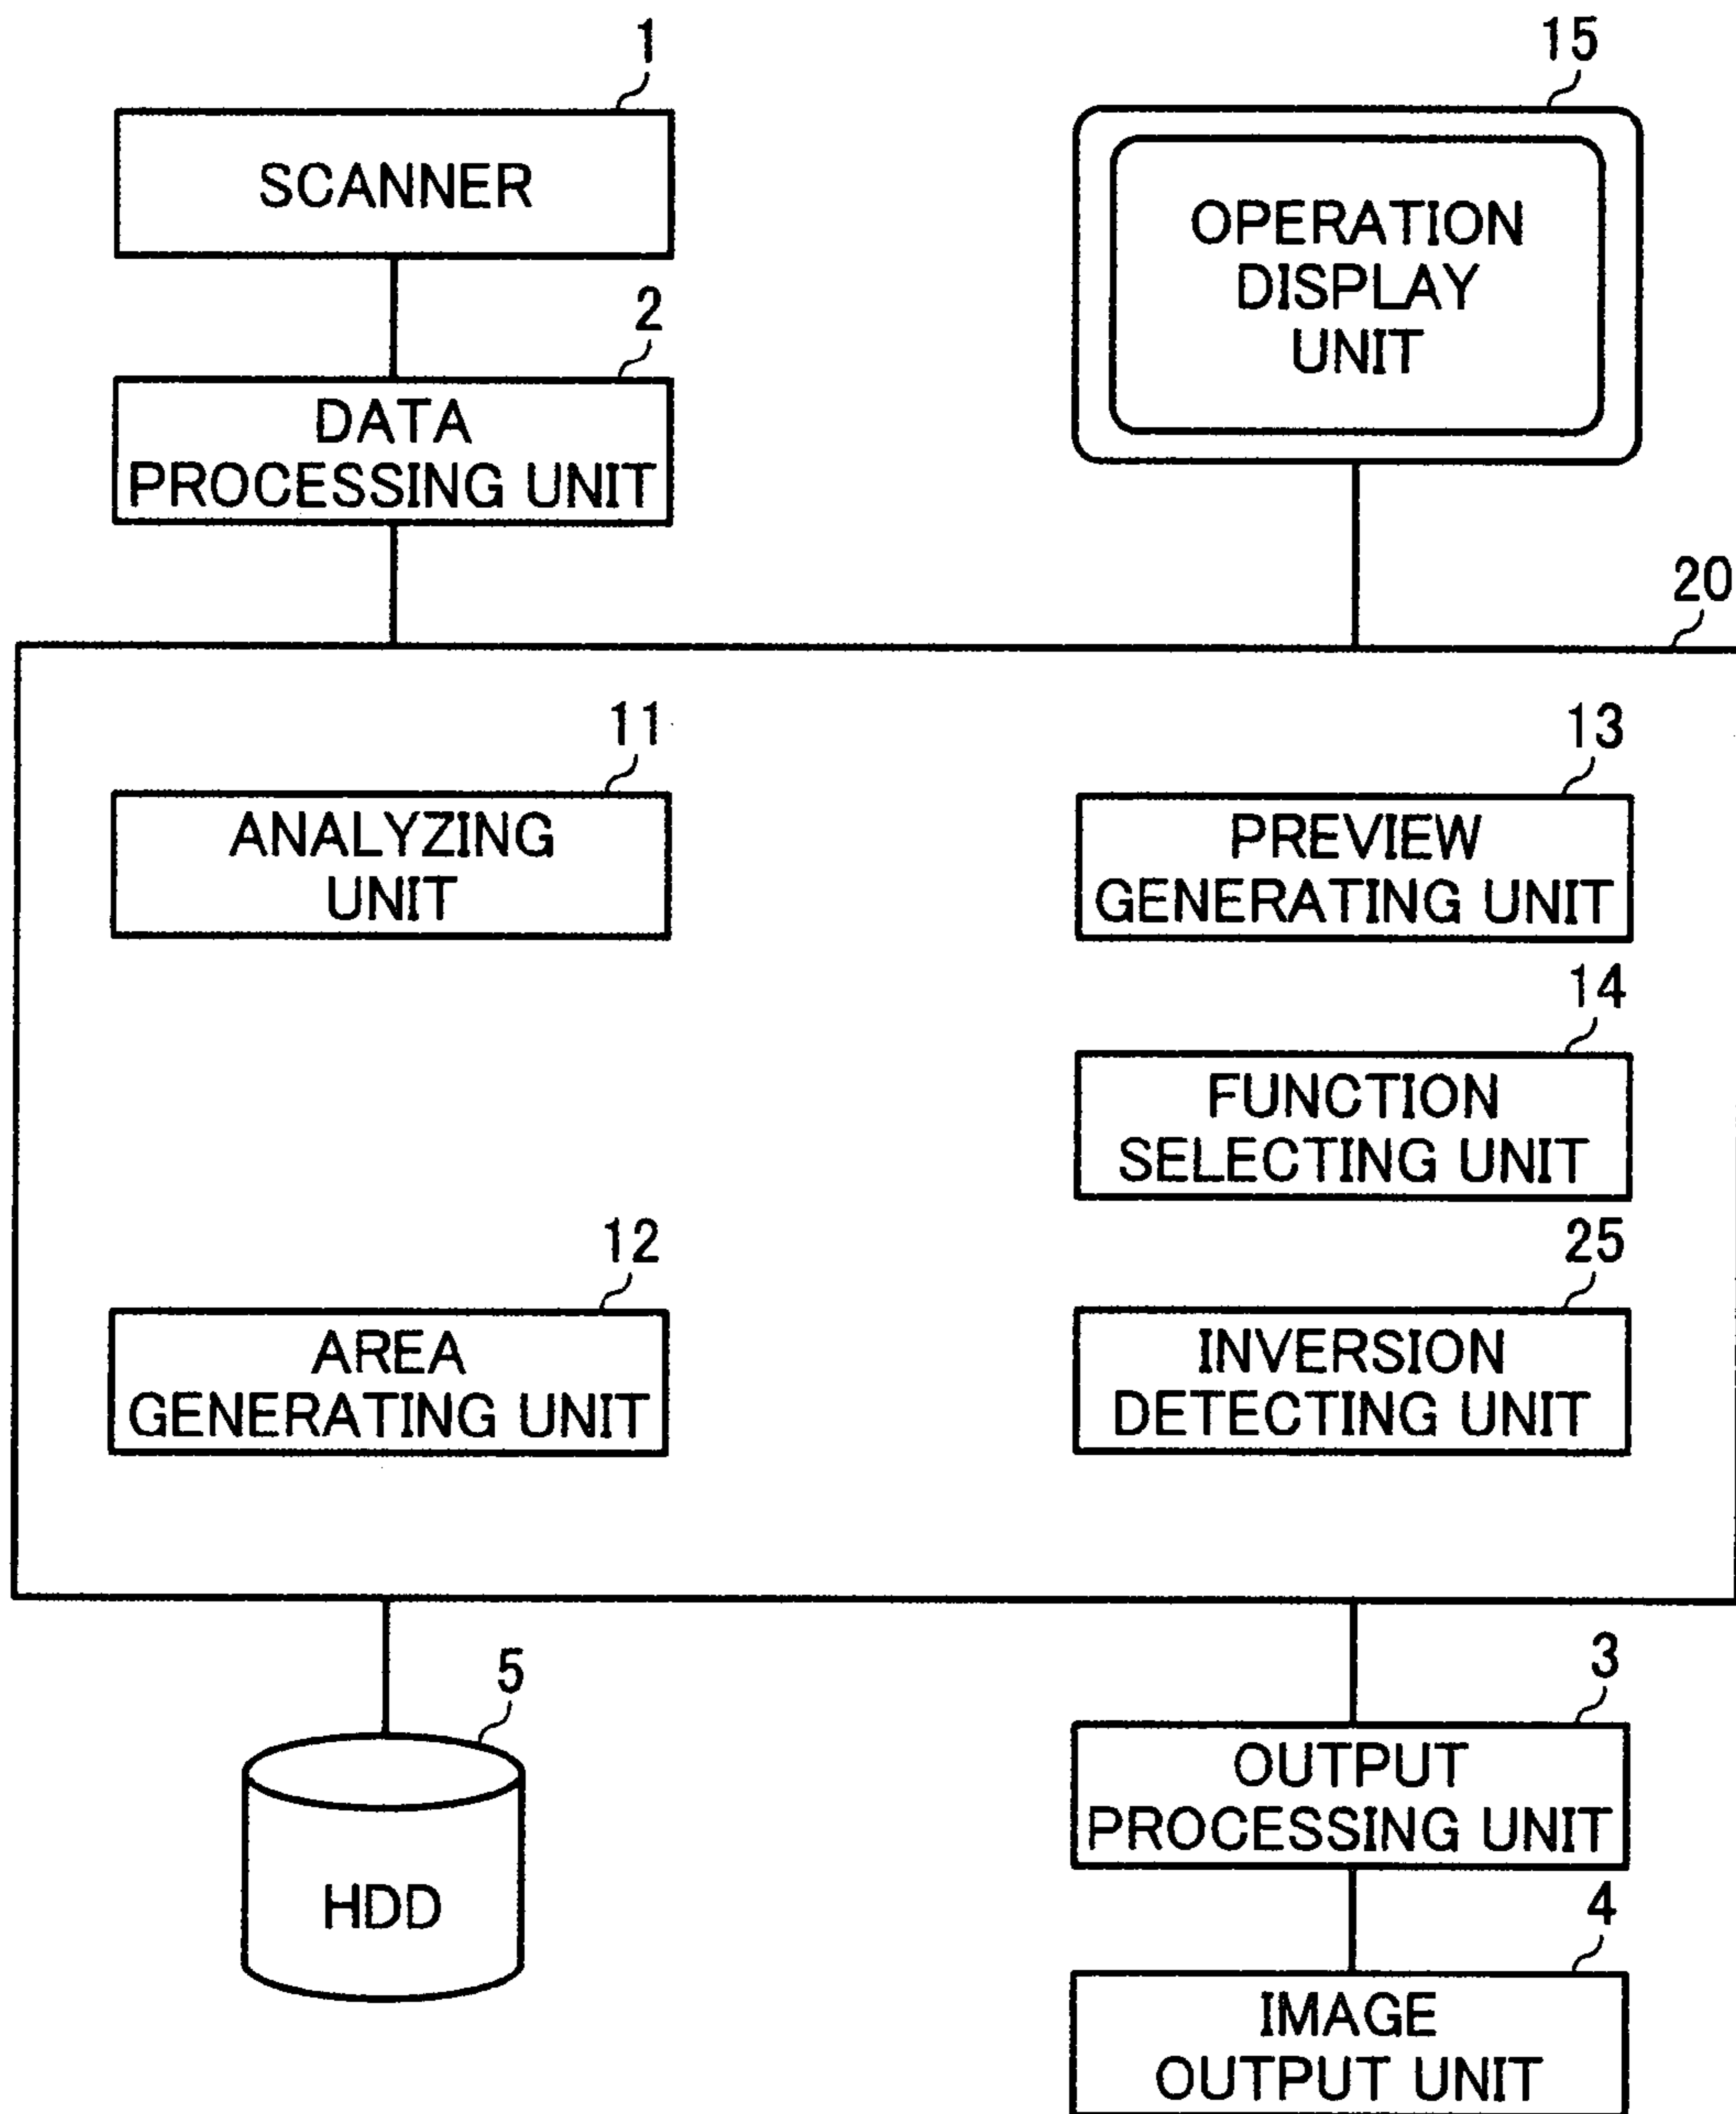 1
SCANNER
15
OPERATION
DISPLAY
UNIT
2
DATA
PROCESSING UNIT
20
11
ANALYZING
UNIT
13
PREVIEW
GENERATING UNIT
14
FUNCTION
SELECTING UNIT
12
AREA
GENERATING UNIT
25
INVERSION
DETECTING UNIT
5
HDD
3
OUTPUT
PROCESSING UNIT
4
IMAGE
OUTPUT UNIT